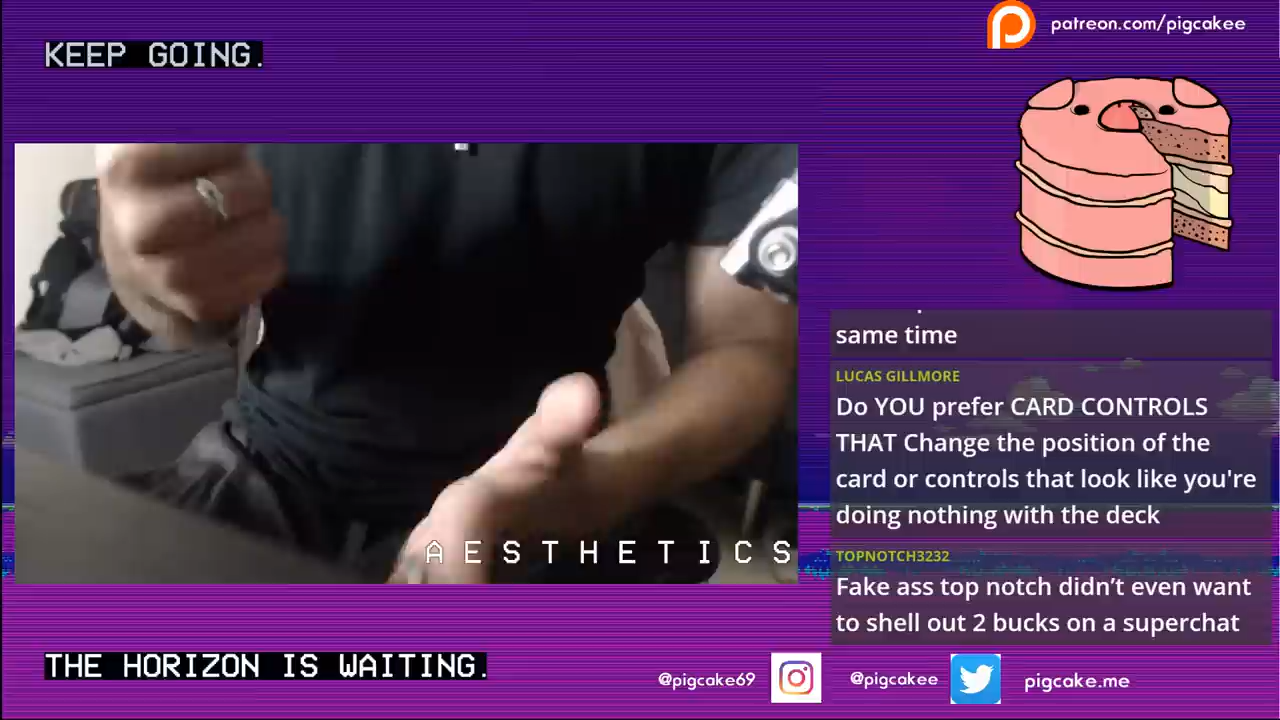 KEEP GOING.
patreon.com/pigcakee
same time
LUCAS GILLMORE
Do YOU prefer CARD CONTROLS
THAT Change the position of the
card or controls that look like you're
doing nothing with the deck
TOPNOTCH3232
Fake ass top notch didn’t even want
to shell out 2 bucks on a superchat
AESTHETICS
THE HORIZON IS WAITING.
@pigcake69
@pigcakee
pigcake.me